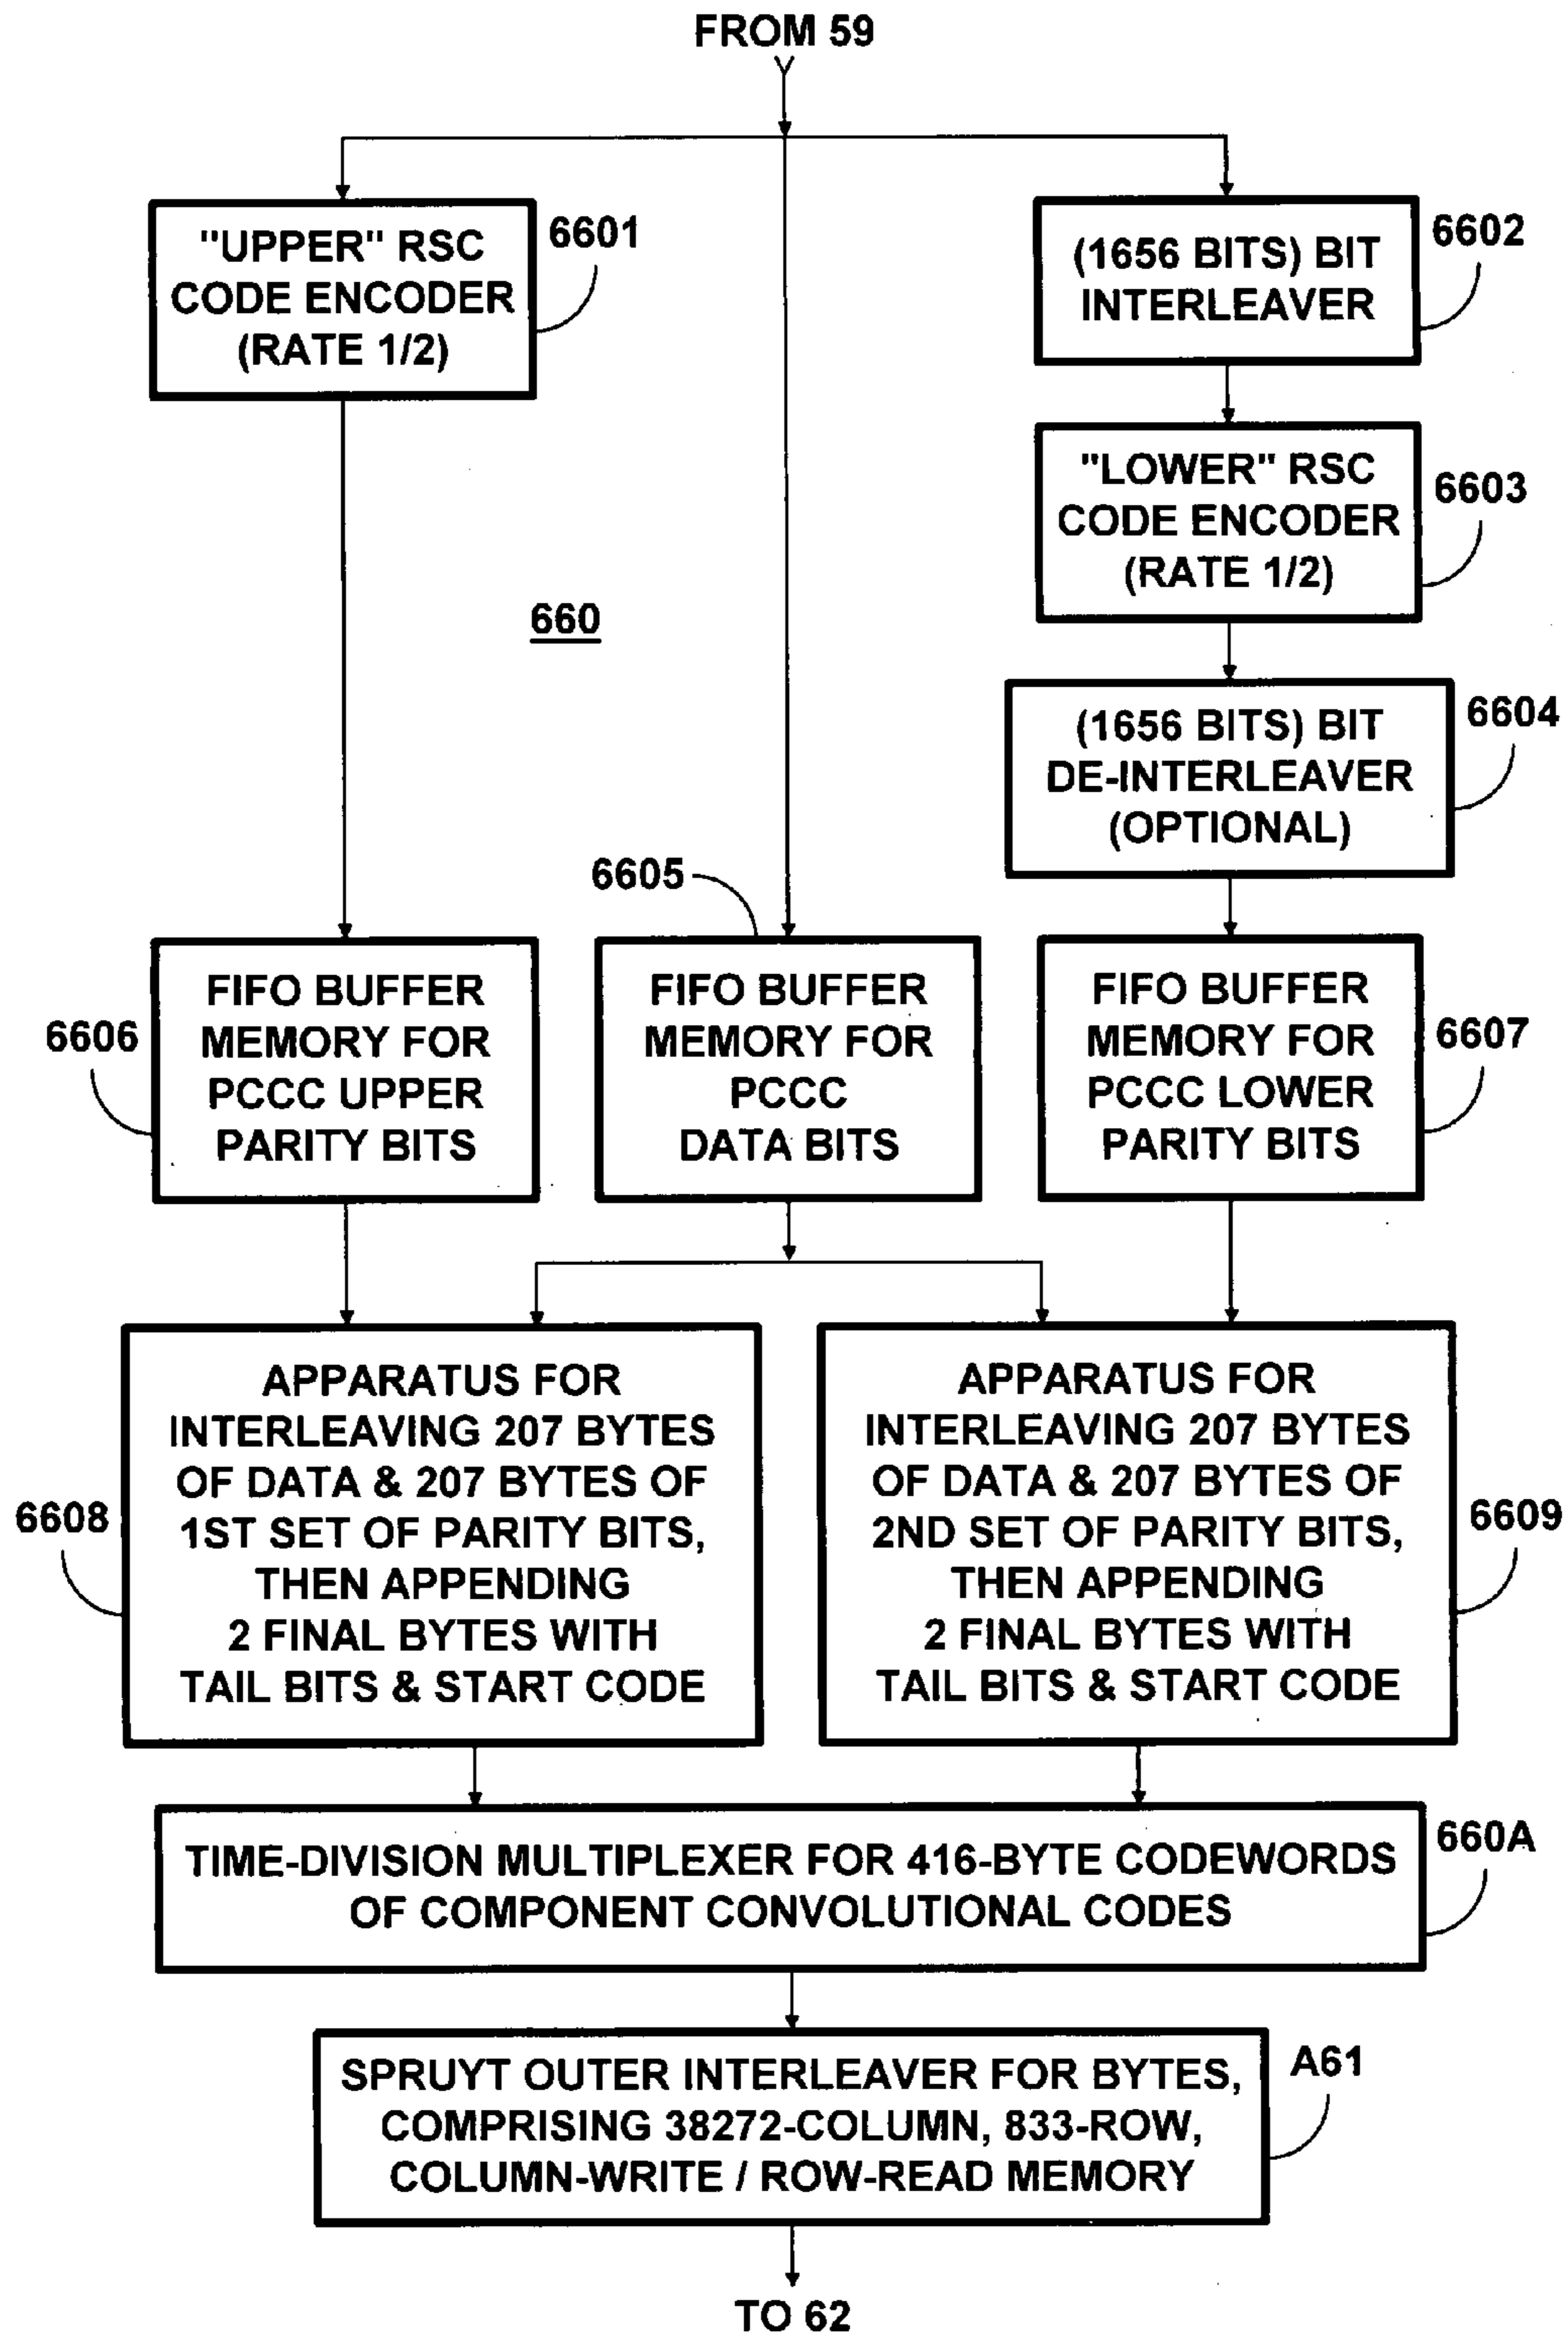 FROM 59
"UPPER" RSC
CODE ENCODER
(RATE 1/2)
6601
(1656 BITS) BIT
INTERLEAVER
6602
"LOWER" RSC
CODE ENCODER
(RATE 1/2)
6603
660
(1656 BITS) BIT
DE-INTERLEAVER
(OPTIONAL)
6604
6605
6606
FIFO BUFFER
MEMORY FOR
PCCC UPPER
PARITY BITS
FIFO BUFFER
MEMORY FOR
PCCC
DATA BITS
FIFO BUFFER
MEMORY FOR
PCCC LOWER
PARITY BITS
6607
6608
APPARATUS FOR
INTERLEAVING 207 BYTES
OF DATA & 207 BYTES OF
1ST SET OF PARITY BITS,
THEN APPENDING
2 FINAL BYTES WITH
TAIL BITS & START CODE
APPARATUS FOR
INTERLEAVING 207 BYTES
OF DATA & 207 BYTES OF
2ND SET OF PARITY BITS,
THEN APPENDING
2 FINAL BYTES WITH
TAIL BITS & START CODE
6609
TIME-DIVISION MULTIPLEXER FOR 416-BYTE CODEWORDS
OF COMPONENT CONVOLUTIONAL CODES
660A
SPRUYT OUTER INTERLEAVER FOR BYTES,
COMPRISING 38272-COLUMN, 833-ROW,
COLUMN-WRITE / ROW-READ MEMORY
A61
TO 62